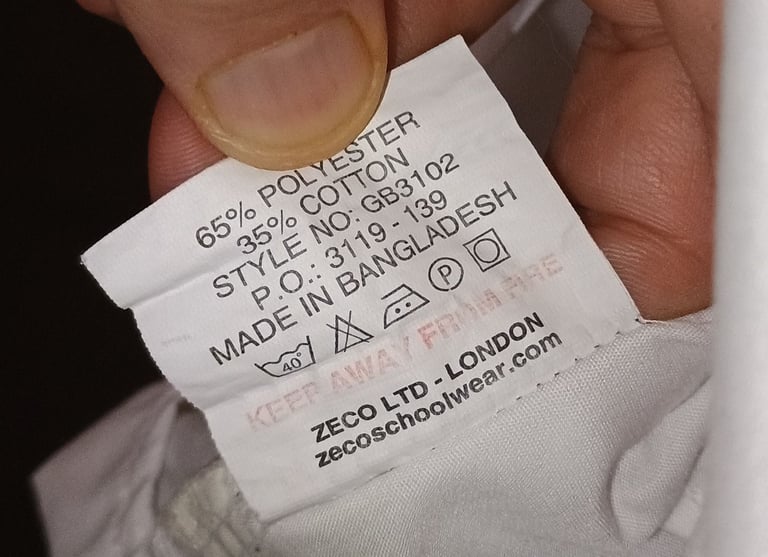 65% POLYESTER
35% COTTON
STYLE NO: GB3102
P.O.: 3119 - 139
MADE IN BANGLADESH
40° P
KEEP AWAY FROM FIRE
ZECO LTD - LONDON
zecoschoolwear.com